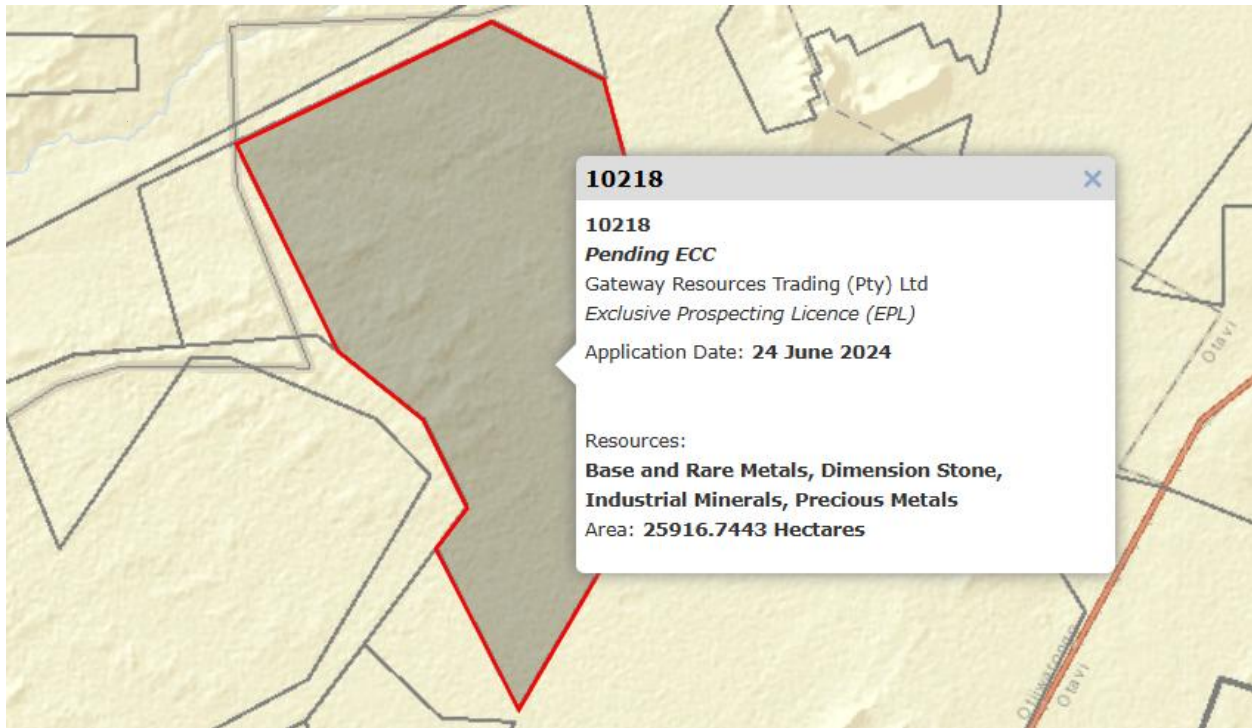 10218
10218
Pending ECC
Gateway Resources Trading (Pty) Ltd
Exclusive Prospecting Licence (EPL)
Application Date: 24 June 2024
Resources:
Base and Rare Metals, Dimension Stone,
Industrial Minerals, Precious Metals
Area: 25916.7443 Hectares
Otavi
Otjiwarongo
Otavi